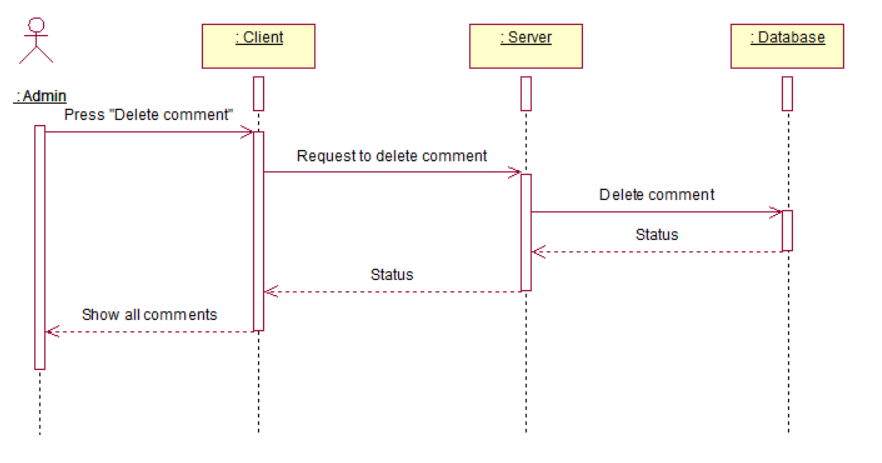 : Client
: Server
: Database
: Admin
Press "Delete comment"
Request to delete comment
Delete comment
Status
Status
Show all comments